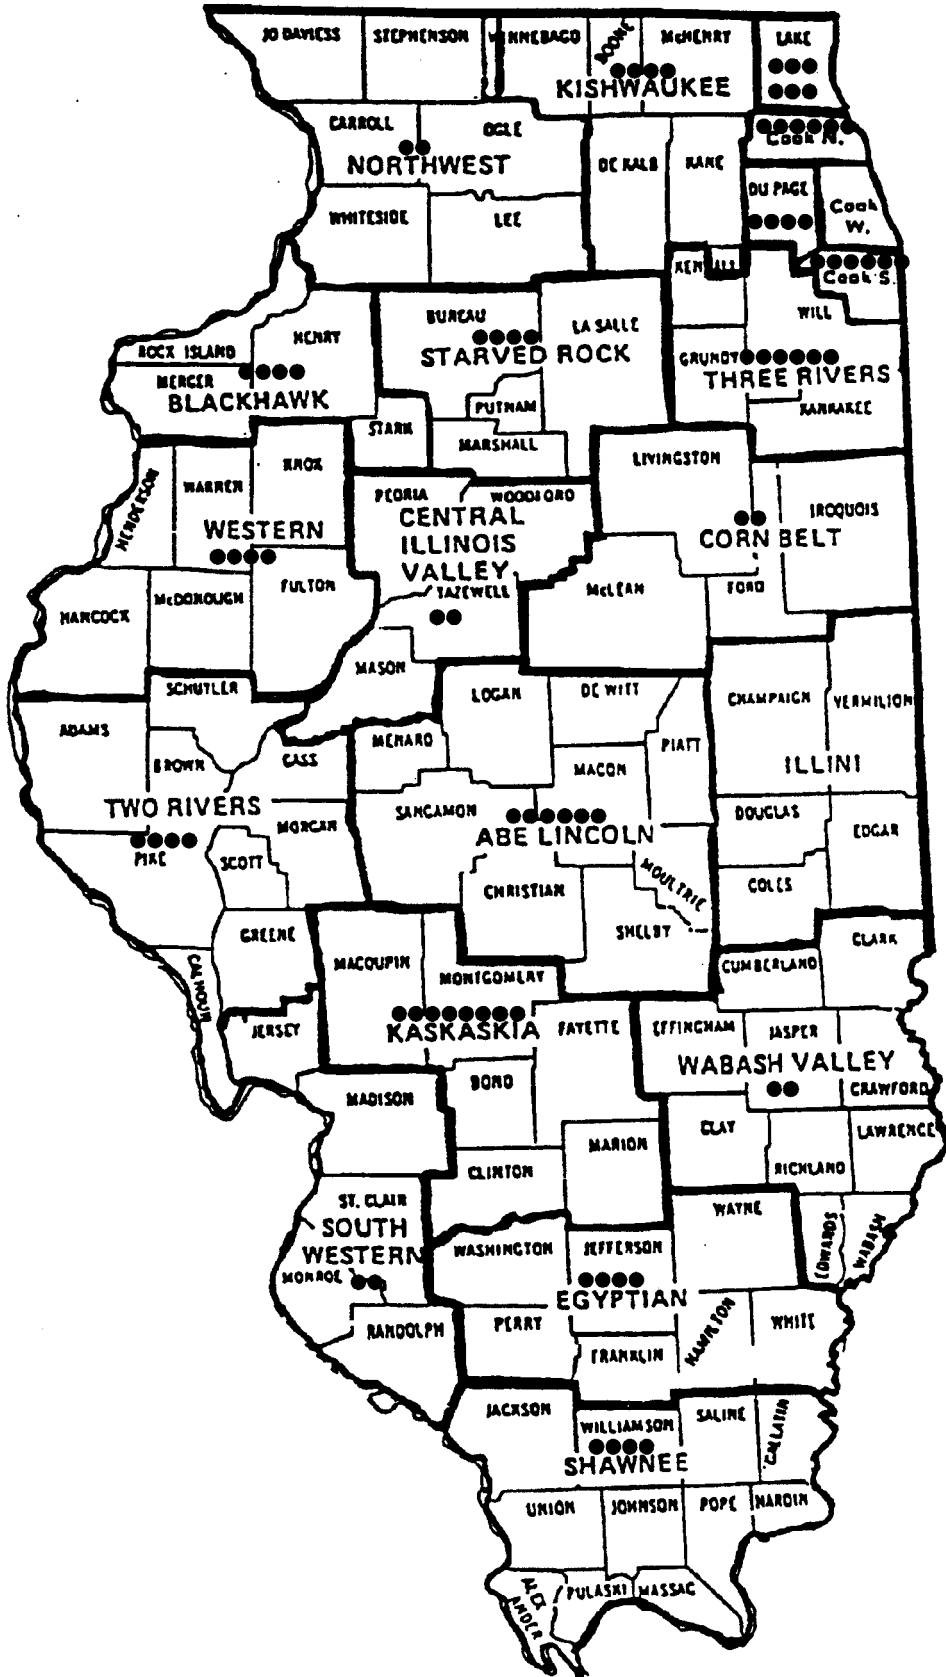 JO DAVIESS STEPHENSON WINNEBAGO BOONE McHENRY LAKE
KISHWAUKEE
CARROLL OGLE Cook N.
NORTHWEST DE KALB KANE
DU PAGE
WHITESIDE LEE Cook
W.
KENDALL Cook S.
BUREAU LA SALLE WILL
HENRY
STARVED ROCK
ROCK ISLAND GRUNDY
MERCER THREE RIVERS
BLACKHAWK PUTNAM KANKAKEE
STARK
MARSHALL
KNOX LIVINGSTON
HENDERSON WARREN PEORIA WOODFORD IROQUOIS
WESTERN CENTRAL
ILLINOIS
VALLEY
CORN BELT
FULTON McLEAN FORD
McDONOUGH TAZEWELL
HANCOCK
MASON
SCHUYLER LOGAN DE WITT CHAMPAIGN VERMILION
ADAMS MENARD PIATT
BROWN CASS MACON ILLINI
TWO RIVERS
SANGAMON DOUGLAS
MORGAN ABE LINCOLN EDGAR
PIKE SCOTT
MOULTRIE COLES
CHRISTIAN
GREENE SHELBY CLARK
CALHOUN MACOUPIN MONTGOMERY CUMBERLAND
JERSEY KASKASKIA FAYETTE EFFINGHAM JASPER
WABASH VALLEY
BOND CRAWFORD
MADISON
CLAY LAWRENCE
MARION
CLINTON RICHLAND
ST. CLAIR WAYNE
SOUTH
WESTERN
EDWARDS WABASH
WASHINGTON JEFFERSON
MONROE EGYPTIAN
RANDOLPH PERRY HAMILTON WHITE
FRANKLIN
JACKSON SALINE GALLATIN
WILLIAMSON
SHAWNEE
UNION JOHNSON POPE HARDIN
ALEX
ANDER
PULASKI MASSAC